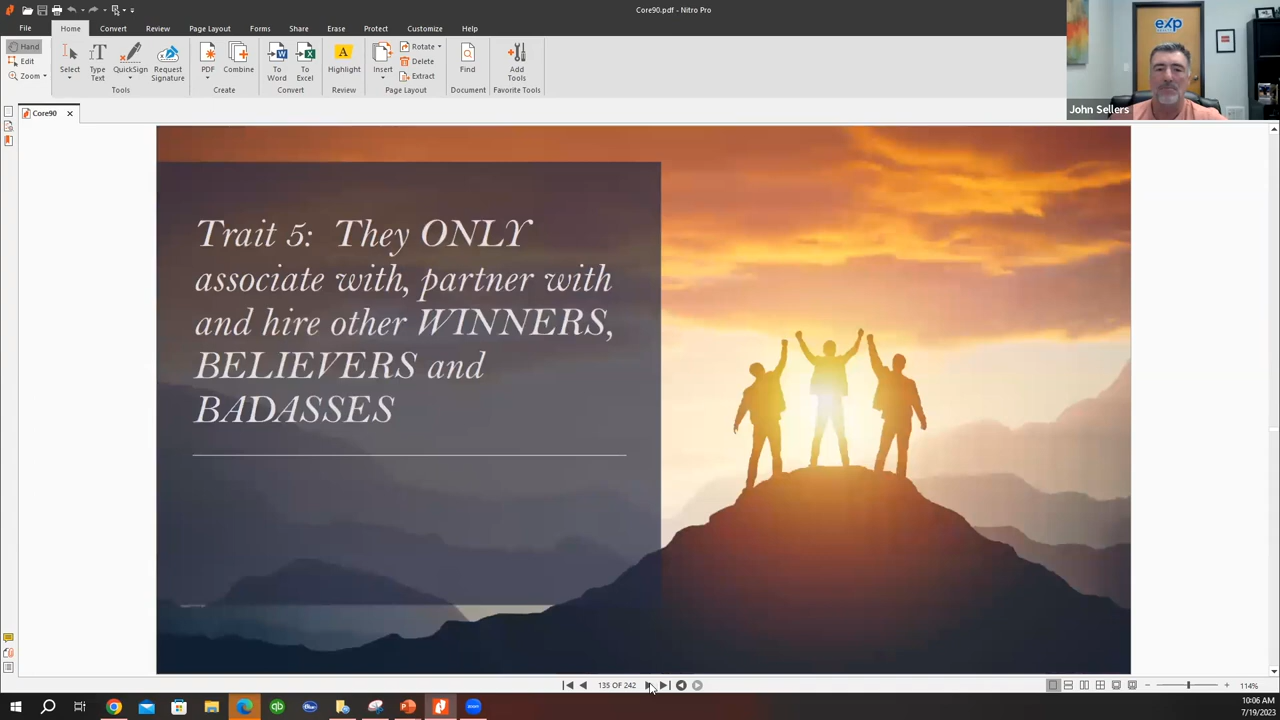 Core90.pdf - Nitro Pro
File
Home
Convert
Review
Page Layout
Forms
Share
Erase
Protect
Customize
Help
Hand
Edit
Zoom
Select
Type Text
QuickSign
Request Signature
Tools
PDF
Combine
Create
To Word
To Excel
Convert
A
Highlight
Review
Insert
Rotate
Delete
Extract
Page Layout
Find
Document
Add Tools
Favorite Tools
exp
John Sellers
Core90
Trait 5: They ONLY
associate with, partner with
and hire other WINNERS,
BELIEVERS and
BADASSES
135 OF 242
114%
10:06 AM
7/19/2023